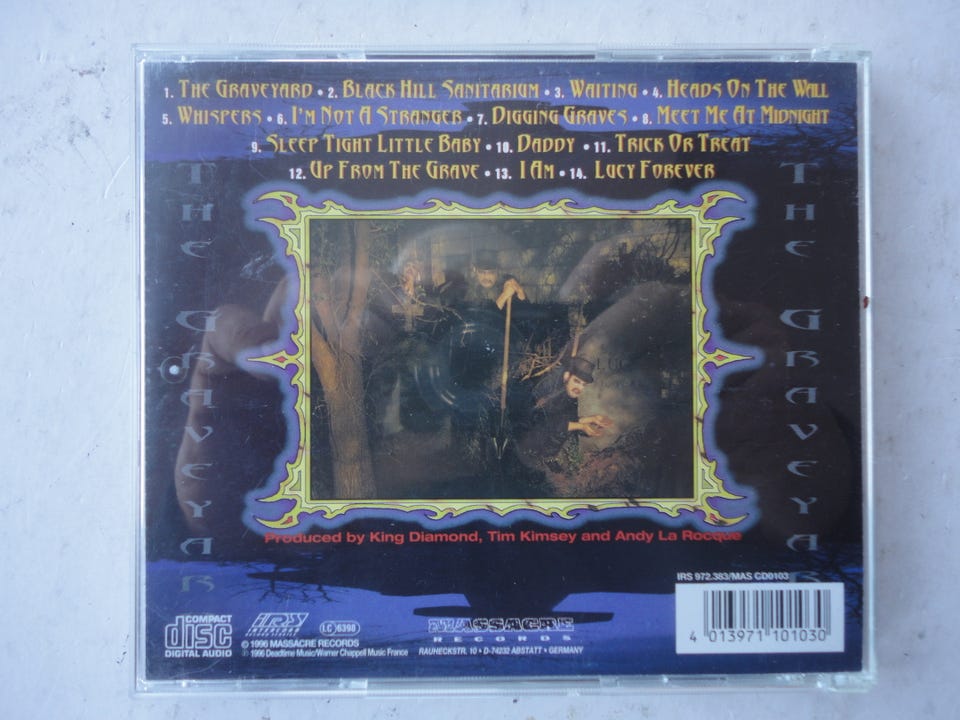 1. THE GRAVEYARD • 2. BLACK HILL SANITARIUM • 3. WAITING • 4. HEADS ON THE WALL
5. WHISPERS • 6. I'M NOT A STRANGER • 7. DIGGING GRAVES • 8. MEET ME AT MIDNIGHT
9. SLEEP TIGHT LITTLE BABY • 10. DADDY • 11. TRICK OR TREAT
12. UP FROM THE GRAVE • 13. I AM • 14. LUCY FOREVER
THE GRAVEYAR
THE GRAVEYAR
Produced by King Diamond, Tim Kimsey and Andy La Rocque
IRS 972.383/MAS CD0103
4 013971 101030
COMPACT
disc
DIGITAL AUDIO
IRS
LC 6398
℗ 1996 MASSACRE RECORDS
© 1996 Deadtime Music/Warner Chappell Music France
MASSACRE
RECORDS
RAUHECKSTR. 10 • D-74232 ABSTATT • GERMANY